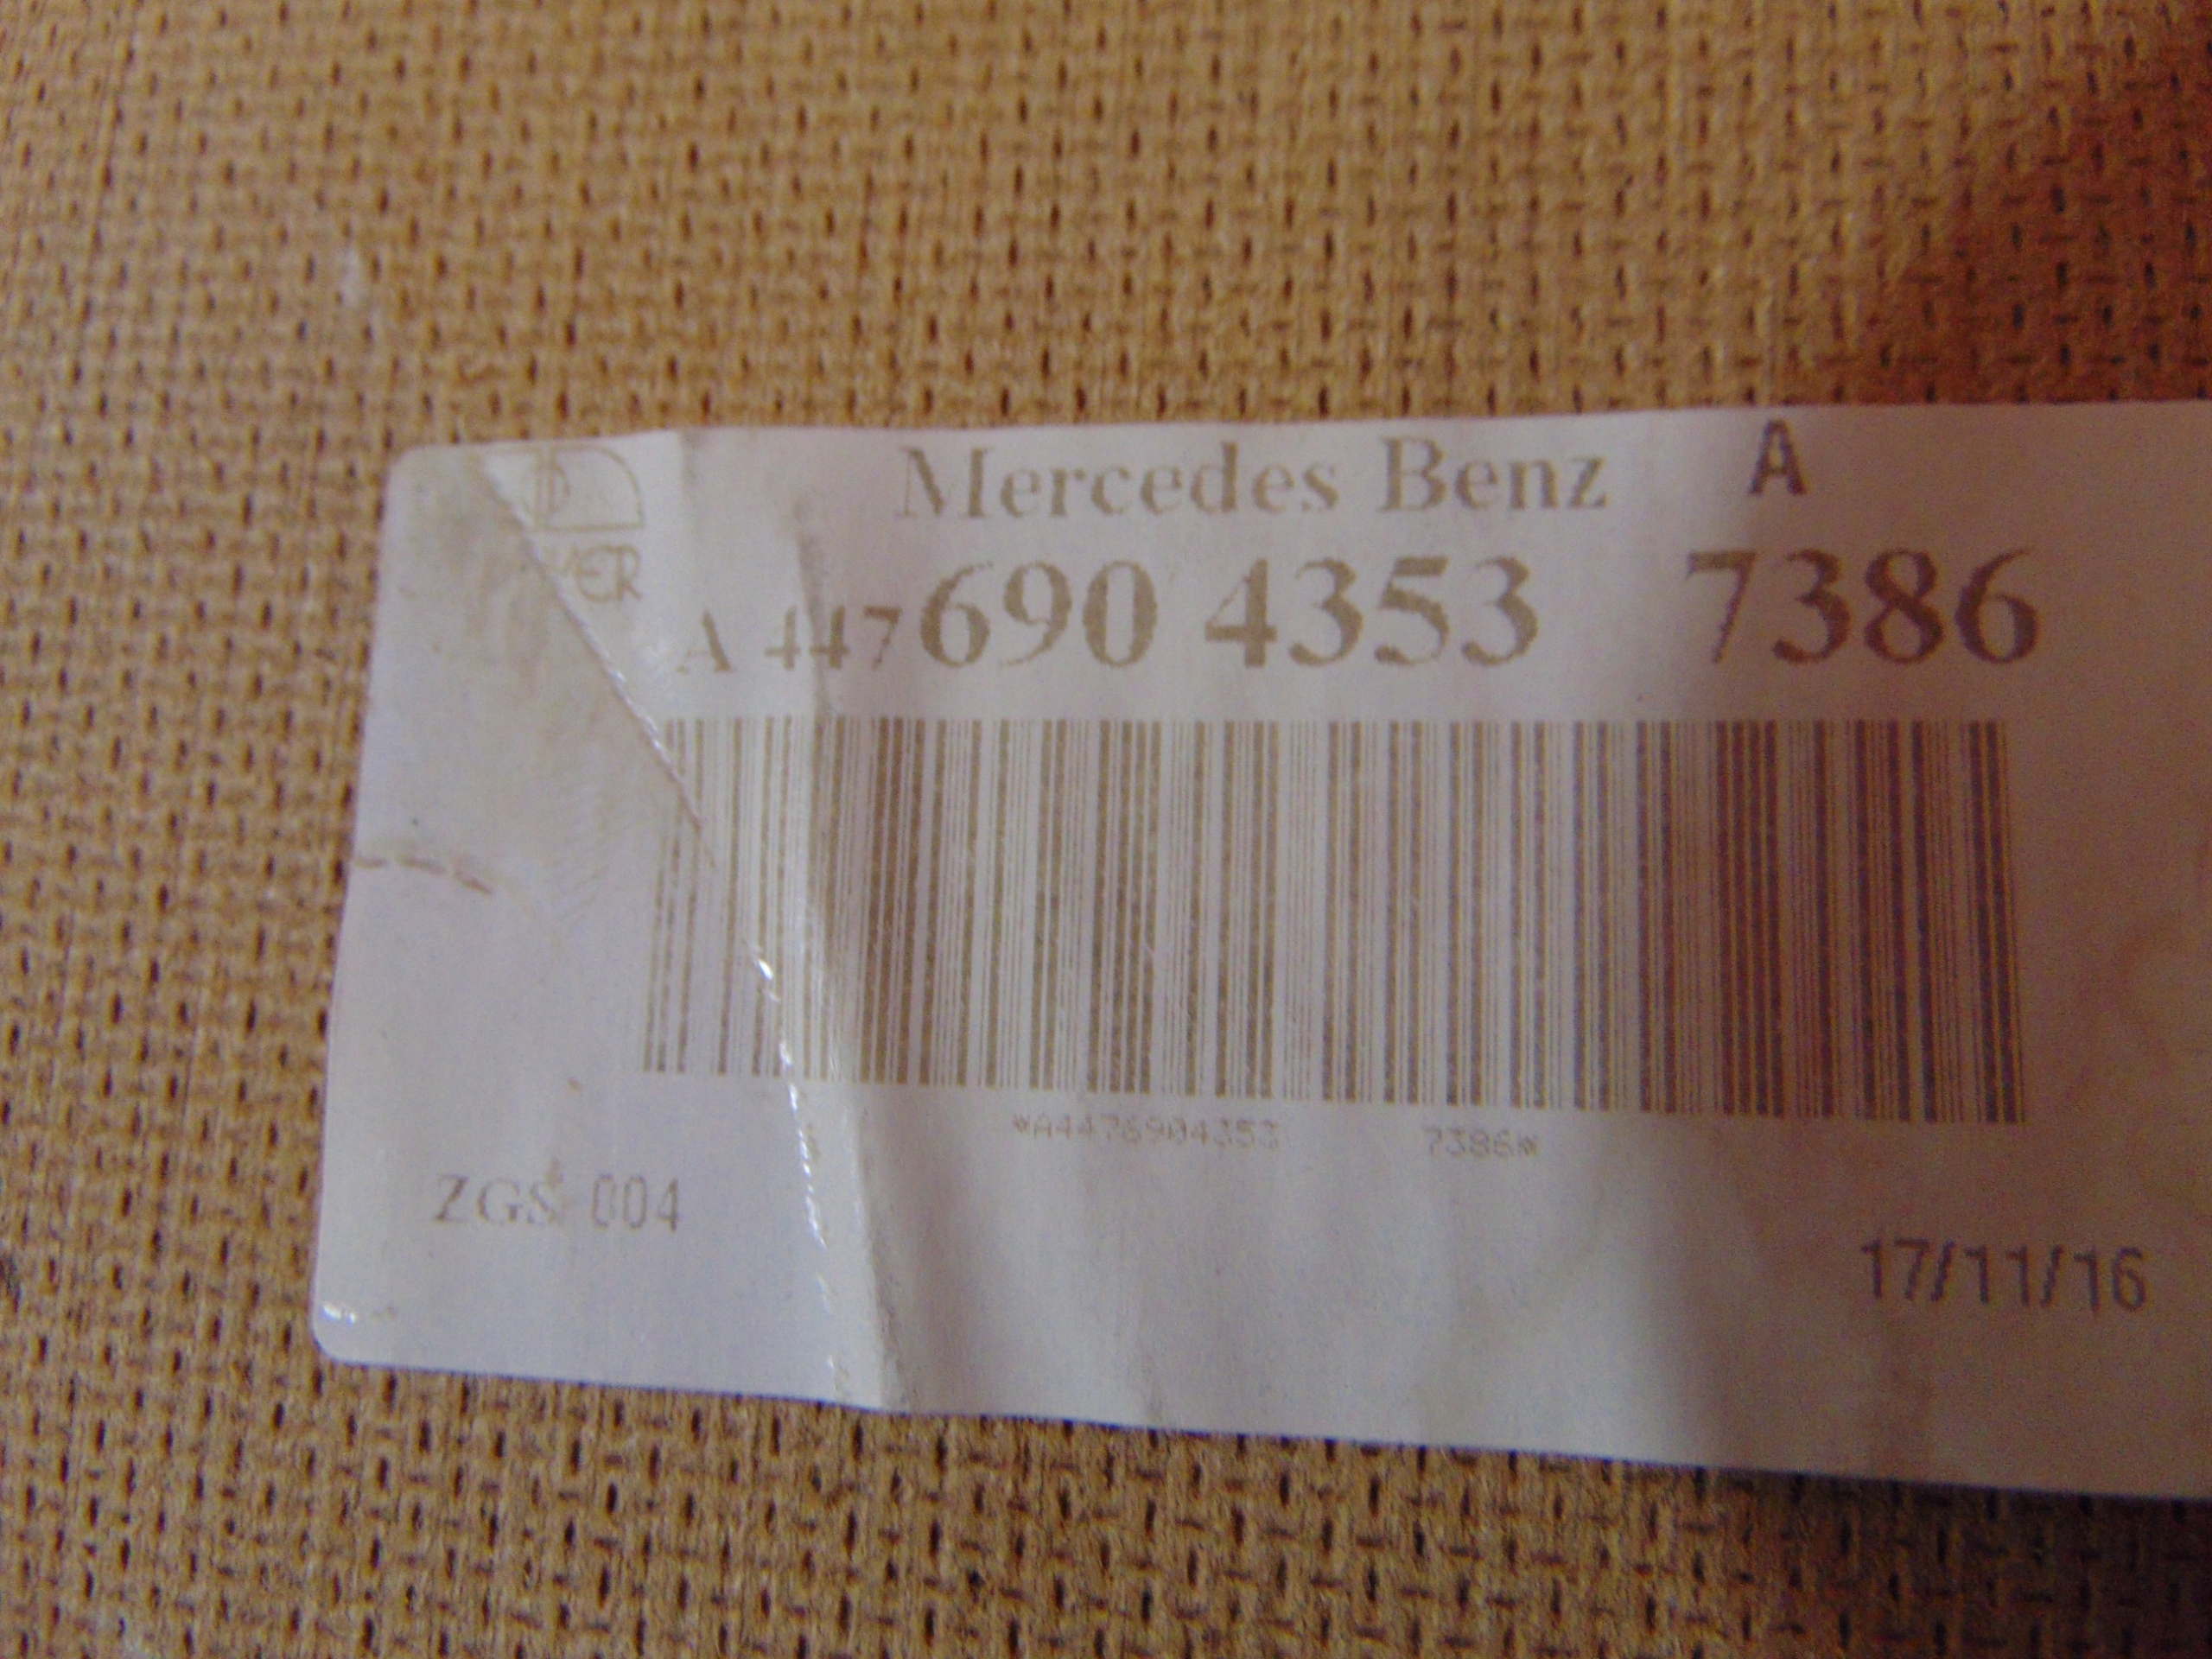 Mercedes Benz A
A 447 690 4353 7386
*A4476904353 7386*
ZGS 004
17/11/16